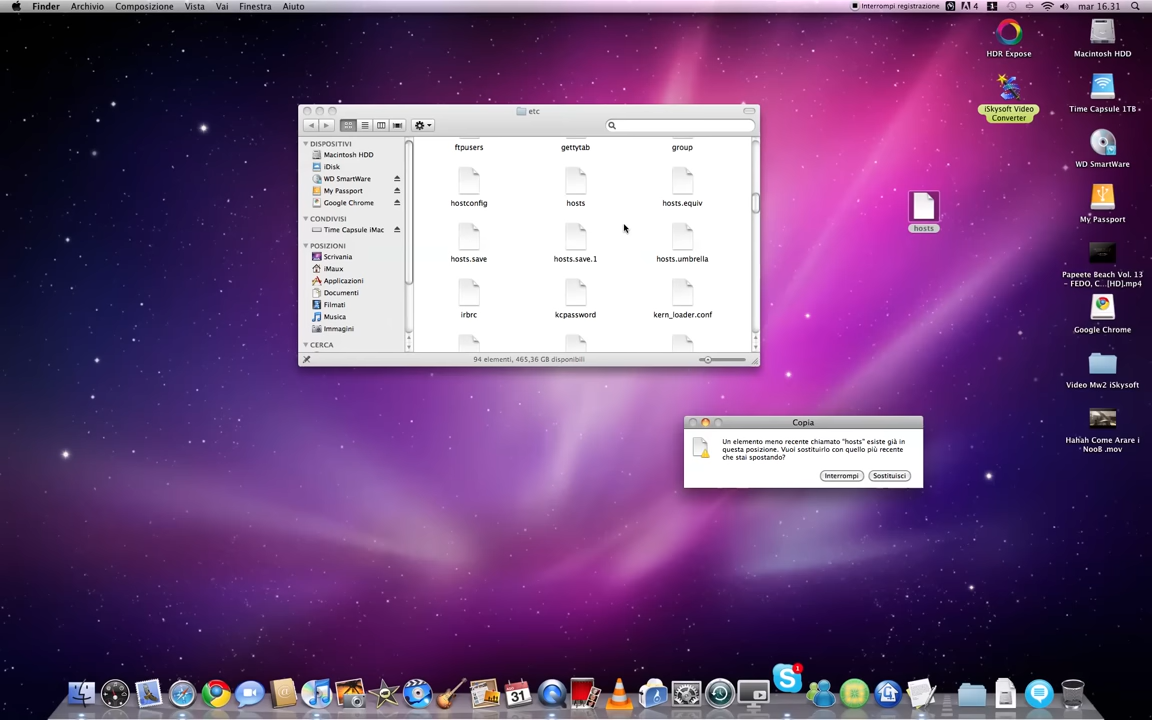 Finder Archivio Composizione Vista Vai Finestra Aiuto
Interrompi registrazione 4 1 mar 16.31
etc
DISPOSITIVI
Macintosh HDD
iDisk
WD SmartWare
My Passport
Google Chrome
CONDIVISI
Time Capsule iMac
POSIZIONI
Scrivania
iMaux
Applicazioni
Documenti
Filmati
Musica
Immagini
CERCA
ftpusers gettytab group
hostconfig hosts hosts.equiv
hosts.save hosts.save.1 hosts.umbrella
irbrc kcpassword kern_loader.conf
94 elementi, 465,36 GB disponibili
HDR Expose
iSkysoft Video
Converter
hosts
Macintosh HDD
Time Capsule 1TB
WD SmartWare
My Passport
Papeete Beach Vol. 13
– FEDO, C...[HD].mp4
Google Chrome
Video Mw2 iSkysoft
Hahah Come Arare i
NooB .mov
Copia
Un elemento meno recente chiamato "hosts" esiste già in
questa posizione. Vuoi sostituirlo con quello più recente
che stai spostando?
Interrompi Sostituisci
31
1